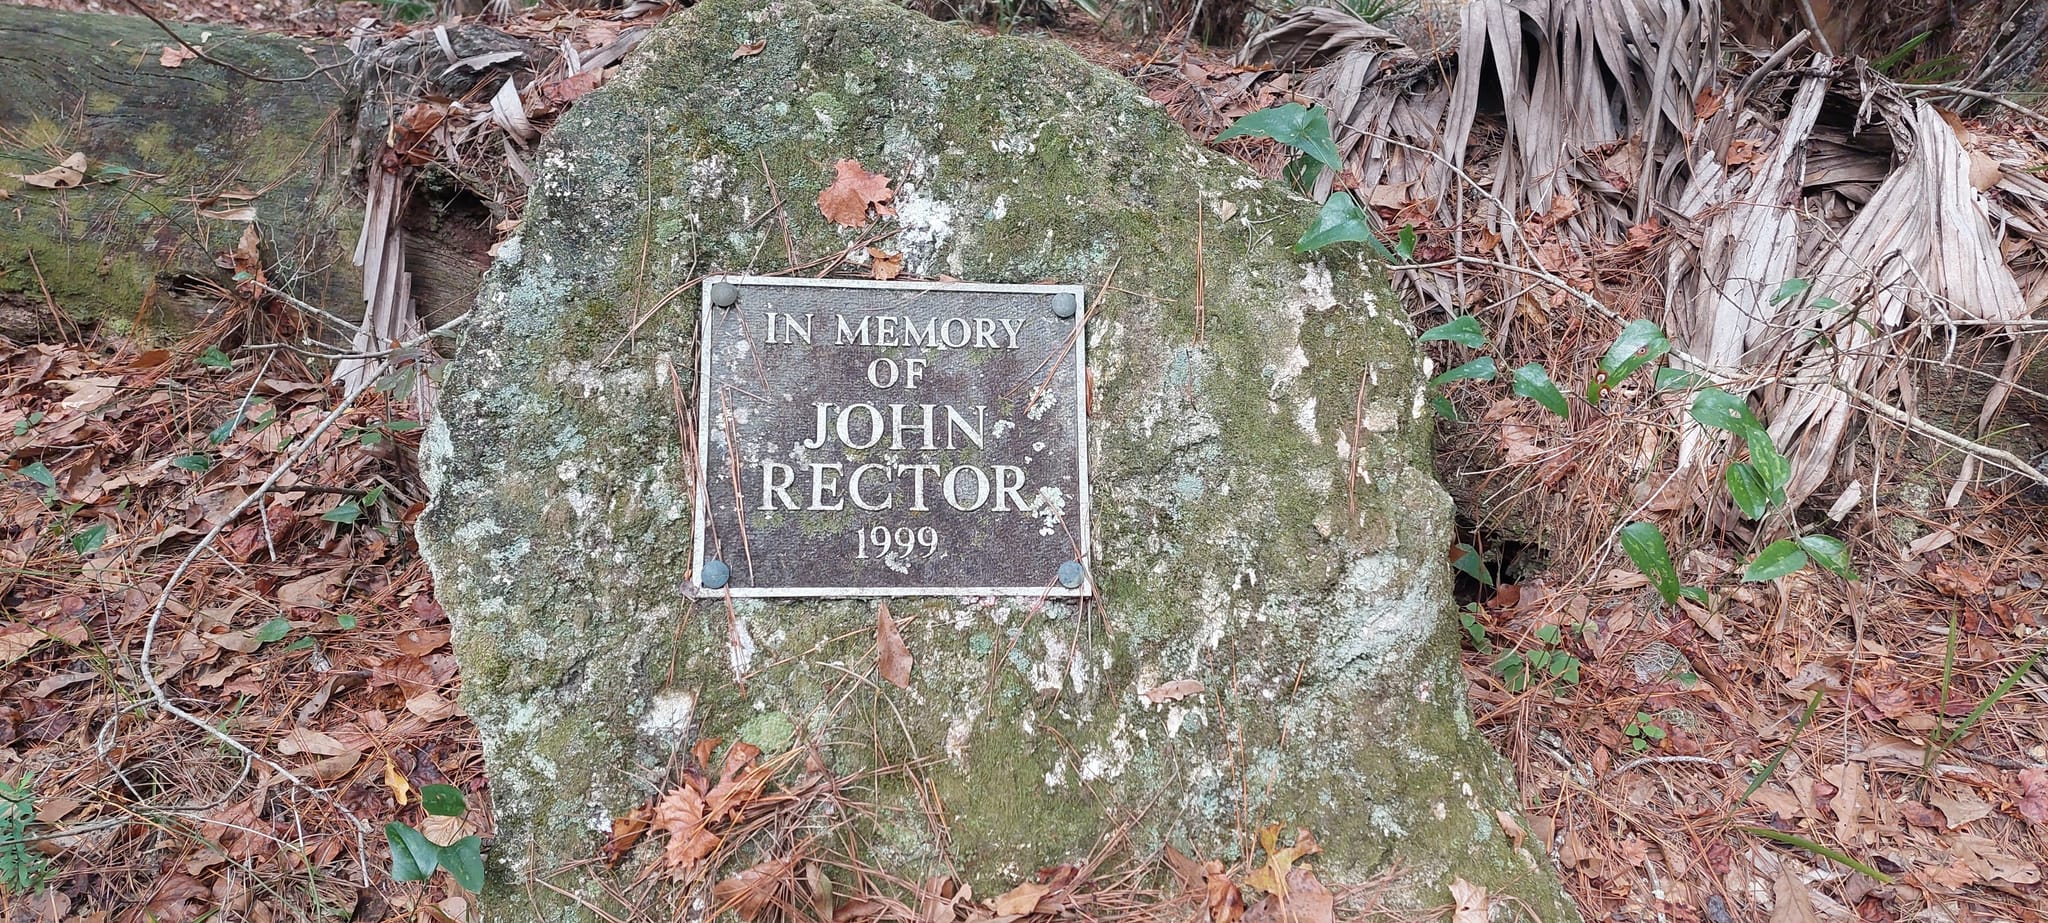 IN MEMORY
OF
JOHN
RECTOR
1999